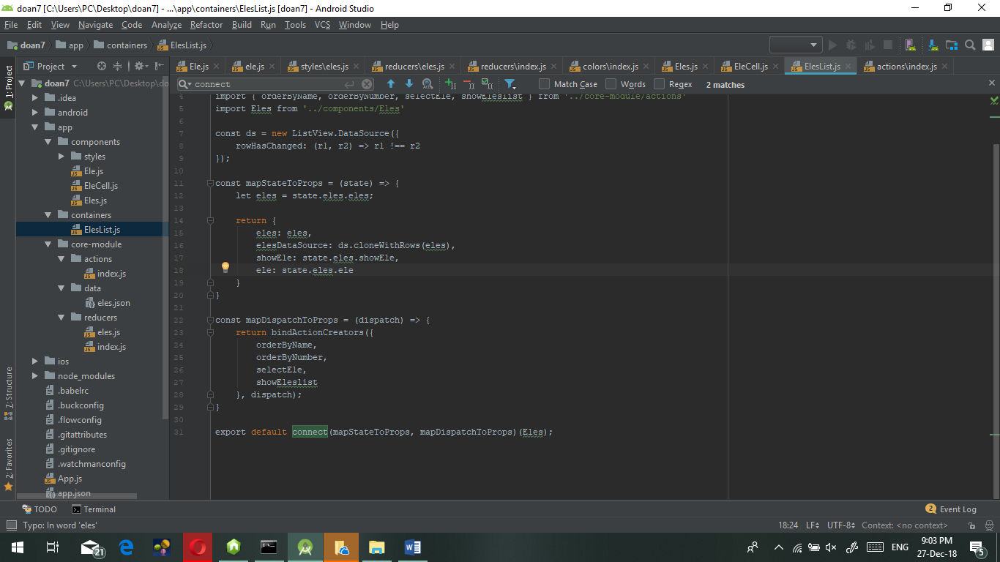 doan7 [C:\Users\PC\Desktop\doan7] - ...\app\containers\ElesList.js [doan7] - Android Studio
File Edit View Navigate Code Analyze Refactor Build Run Tools VCS Window Help
doan7 app containers ElesList.js
1: Project
7: Structure
2: Favorites
Project
doan7 C:\Users\PC\Desktop\do
.idea
android
app
components
styles
Ele.js
EleCell.js
Eles.js
containers
ElesList.js
core-module
actions
index.js
data
eles.json
reducers
eles.js
index.js
ios
node_modules
.babelrc
.buckconfig
.flowconfig
.gitattributes
.gitignore
.watchmanconfig
App.js
app.json
Ele.js ele.js styles\eles.js reducers\eles.js reducers\index.js colors\index.js Eles.js EleCell.js ElesList.js actions\index.js
connect Match Case Words Regex 2 matches
4 import { orderByName, orderByNumber, selectEle, showEleslist } from '../core-module/actions'
5 import Eles from '../components/Eles'
6
7 const ds = new ListView.DataSource({
8 rowHasChanged: (r1, r2) => r1 !== r2
9 });
10
11 const mapStateToProps = (state) => {
12 let eles = state.eles.eles;
13
14 return {
15 eles: eles,
16 elesDataSource: ds.cloneWithRows(eles),
17 showEle: state.eles.showEle,
18 ele: state.eles.ele
19 }
20 }
21
22 const mapDispatchToProps = (dispatch) => {
23 return bindActionCreators({
24 orderByName,
25 orderByNumber,
26 selectEle,
27 showEleslist
28 }, dispatch);
29 }
30
31 export default connect(mapStateToProps, mapDispatchToProps)(Eles);
TODO Terminal 2 Event Log
Typo: In word 'eles' 18:24 LF UTF-8 Context: <no context>
21 ENG 9:03 PM
27-Dec-18 5